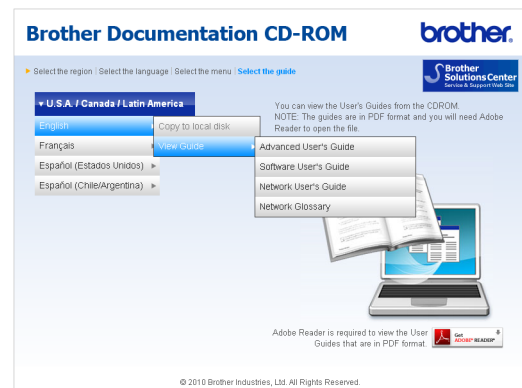 Brother Documentation CD-ROM
brother
Select the region | Select the language | Select the menu | Select the guide
Brother
Solutions Center
Service & Support Web Site
U.S.A. / Canada / Latin America
English
Français
Español (Estados Unidos)
Español (Chile/Argentina)
Copy to local disk
View Guide
Advanced User's Guide
Software User's Guide
Network User's Guide
Network Glossary
You can view the User's Guides from the CDROM.
NOTE: The guides are in PDF format and you will need Adobe
Reader to open the file.
Adobe Reader is required to view the User
Guides that are in PDF format.
Get
ADOBE® READER®
© 2010 Brother Industries, Ltd. All Rights Reserved.